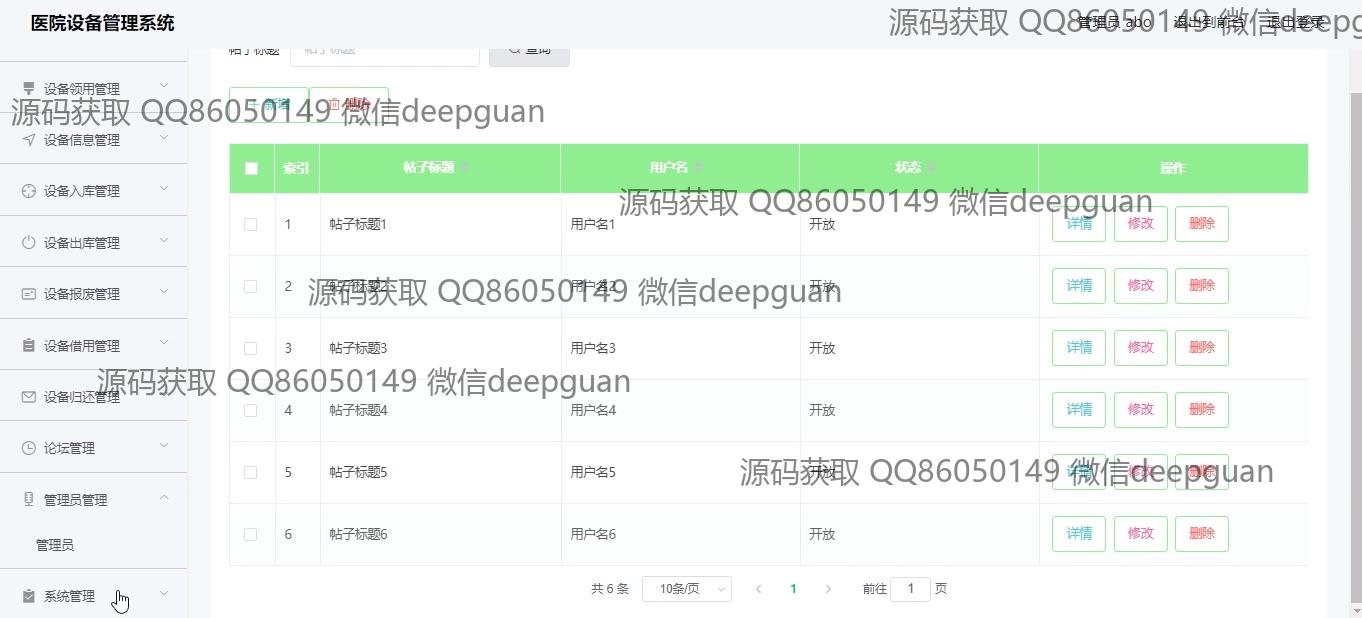 医院设备管理系统
管理员 abo 退出到前台 退出登录
源码获取 QQ86050149 微信deepg
帖子标题 帖子标题 查询
设备领用管理
新增 删除
源码获取 QQ86050149 微信deepguan
设备信息管理
索引 帖子标题 用户名 状态 操作
设备入库管理
源码获取 QQ86050149 微信deepguan
1 帖子标题1 用户名1 开放 详情 修改 删除
设备出库管理
2 帖子标题2 用户名2 开放 详情 修改 删除
源码获取 QQ86050149 微信deepguan
设备报废管理
设备借用管理
3 帖子标题3 用户名3 开放 详情 修改 删除
源码获取 QQ86050149 微信deepguan
设备归还管理
4 帖子标题4 用户名4 开放 详情 修改 删除
论坛管理
5 帖子标题5 用户名5 开放 详情 修改 删除
源码获取 QQ86050149 微信deepguan
管理员管理
6 帖子标题6 用户名6 开放 详情 修改 删除
管理员
系统管理
共 6 条 10条/页 1 前往 1 页